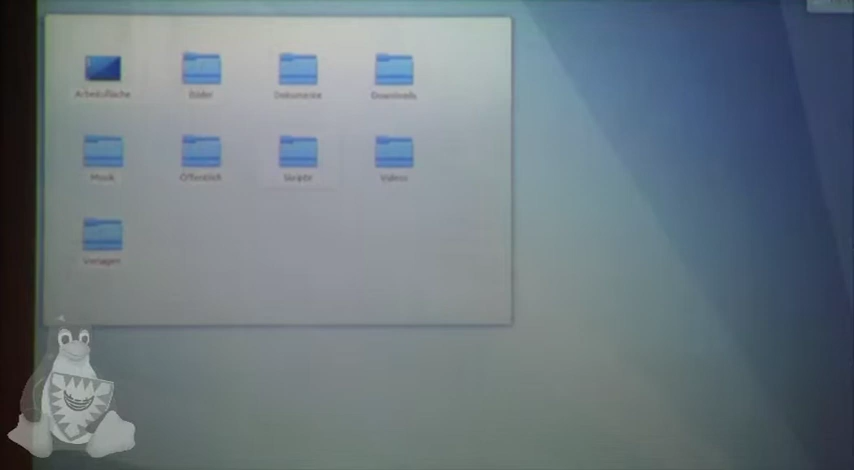 Arbeitsfläche
Bilder
Dokumente
Downloads
Musik
Öffentlich
Skripte
Videos
Vorlagen